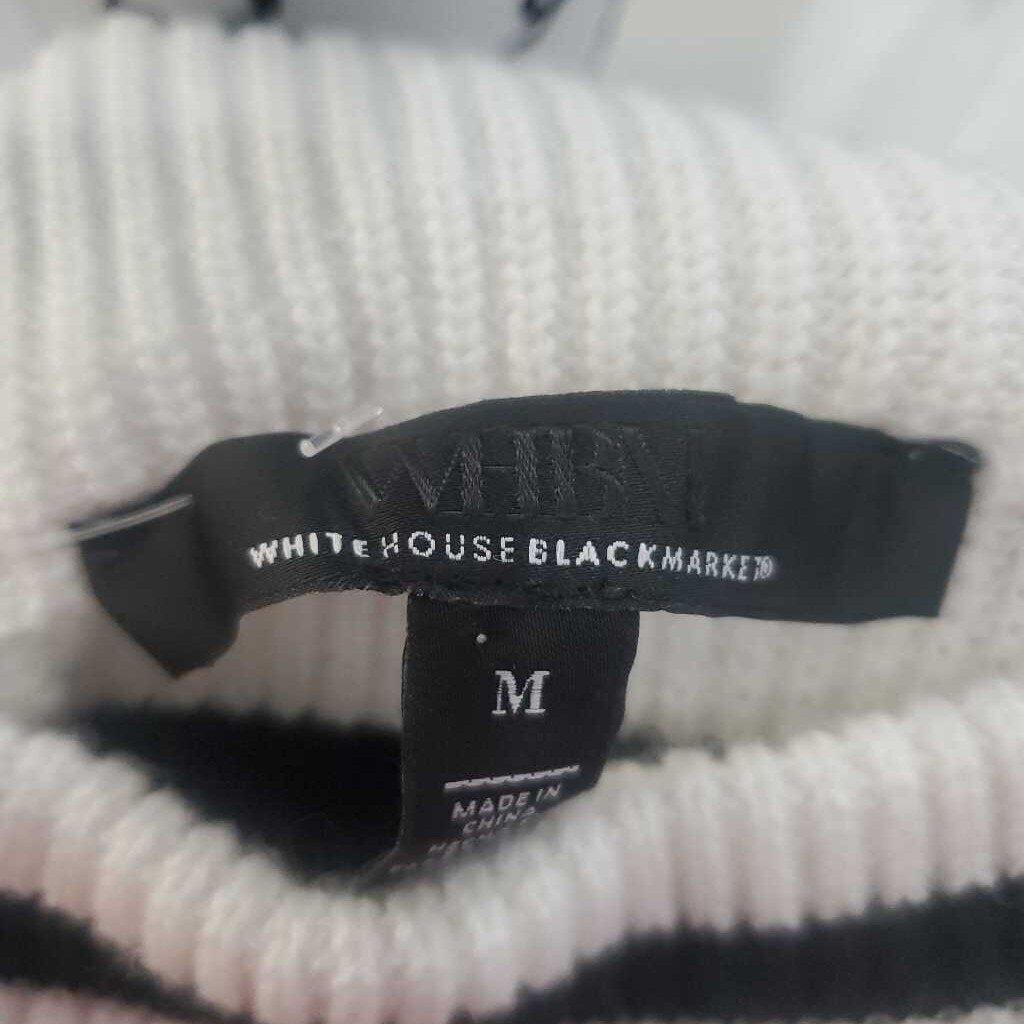 WHBM
WHITE HOUSE BLACK MARKET®
M
MADE IN
CHINA